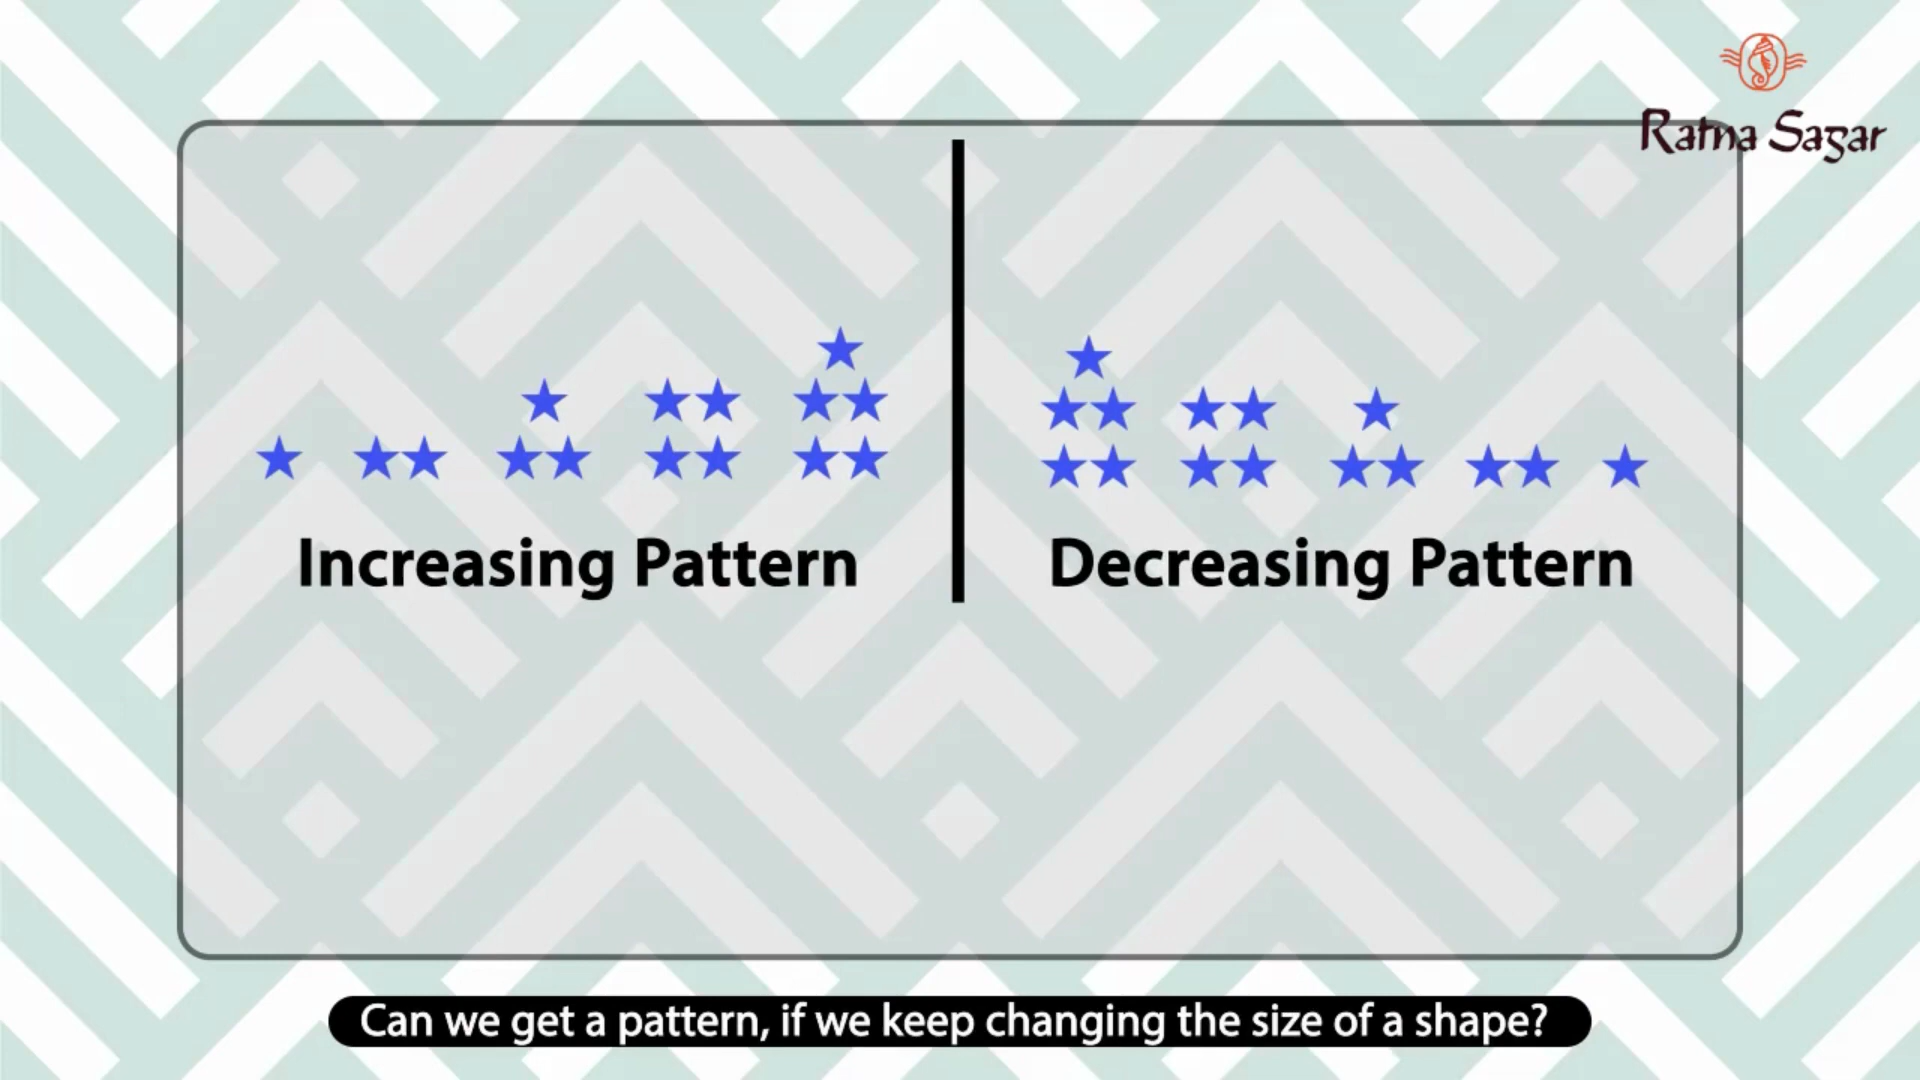 Ratna Sagar
Increasing Pattern
Decreasing Pattern
Can we get a pattern, if we keep changing the size of a shape?